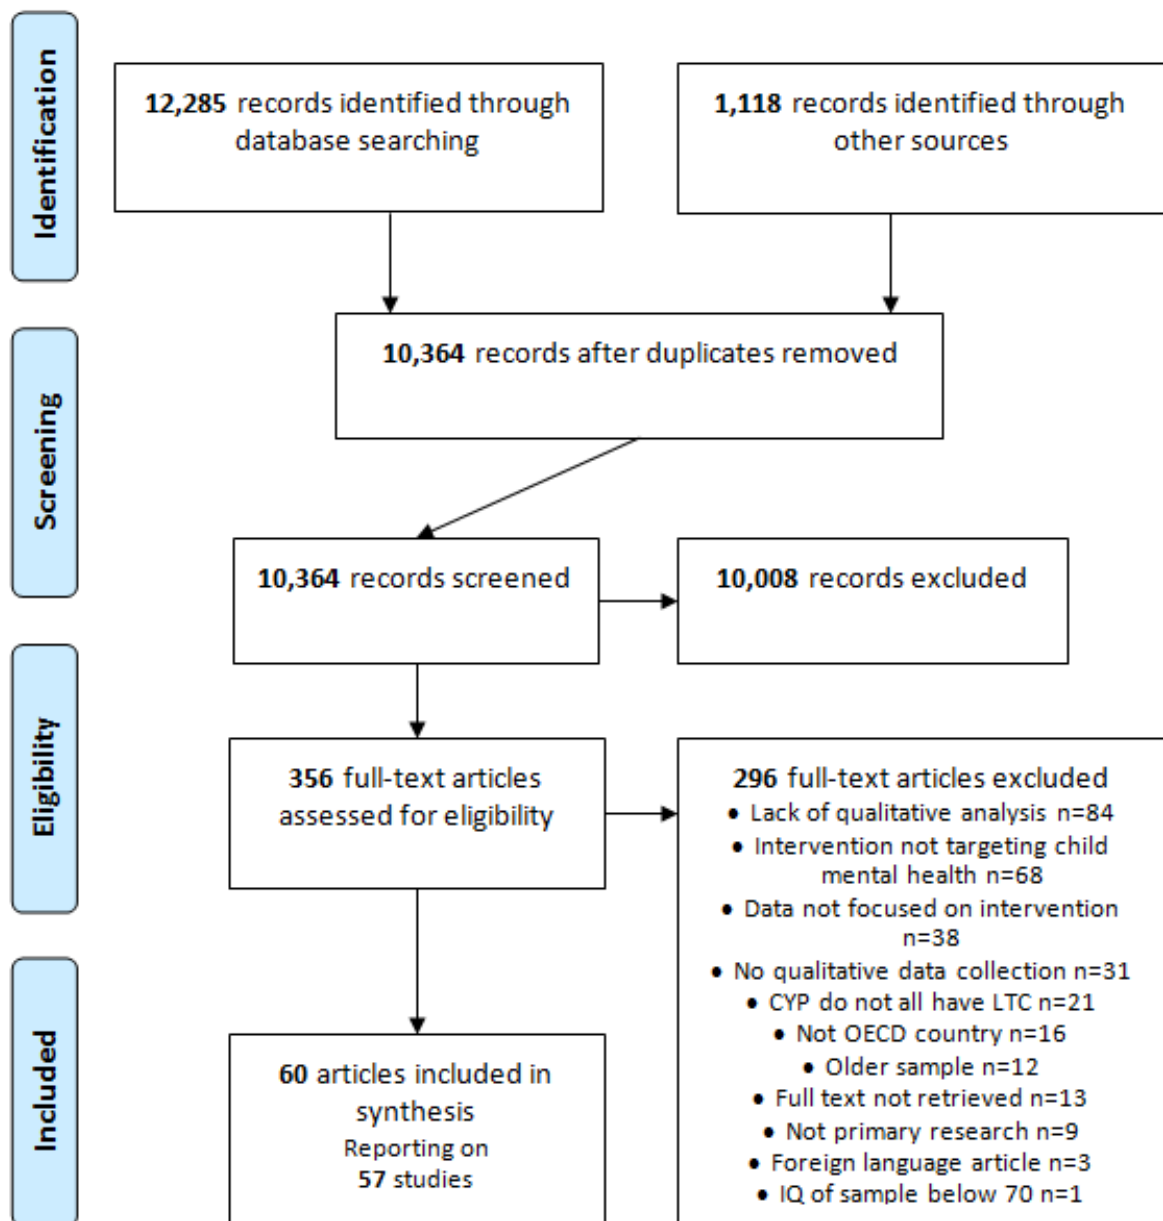 Identification
12,285 records identified through
database searching
1,118 records identified through
other sources
Screening
10,364 records after duplicates removed
10,364 records screened
10,008 records excluded
Eligibility
356 full-text articles
assessed for eligibility
296 full-text articles excluded
• Lack of qualitative analysis n=84
• Intervention not targeting child
mental health n=68
• Data not focused on intervention
n=38
• No qualitative data collection n=31
• CYP do not all have LTC n=21
• Not OECD country n=16
• Older sample n=12
• Full text not retrieved n=13
• Not primary research n=9
• Foreign language article n=3
• IQ of sample below 70 n=1
Included
60 articles included in
synthesis
Reporting on
57 studies